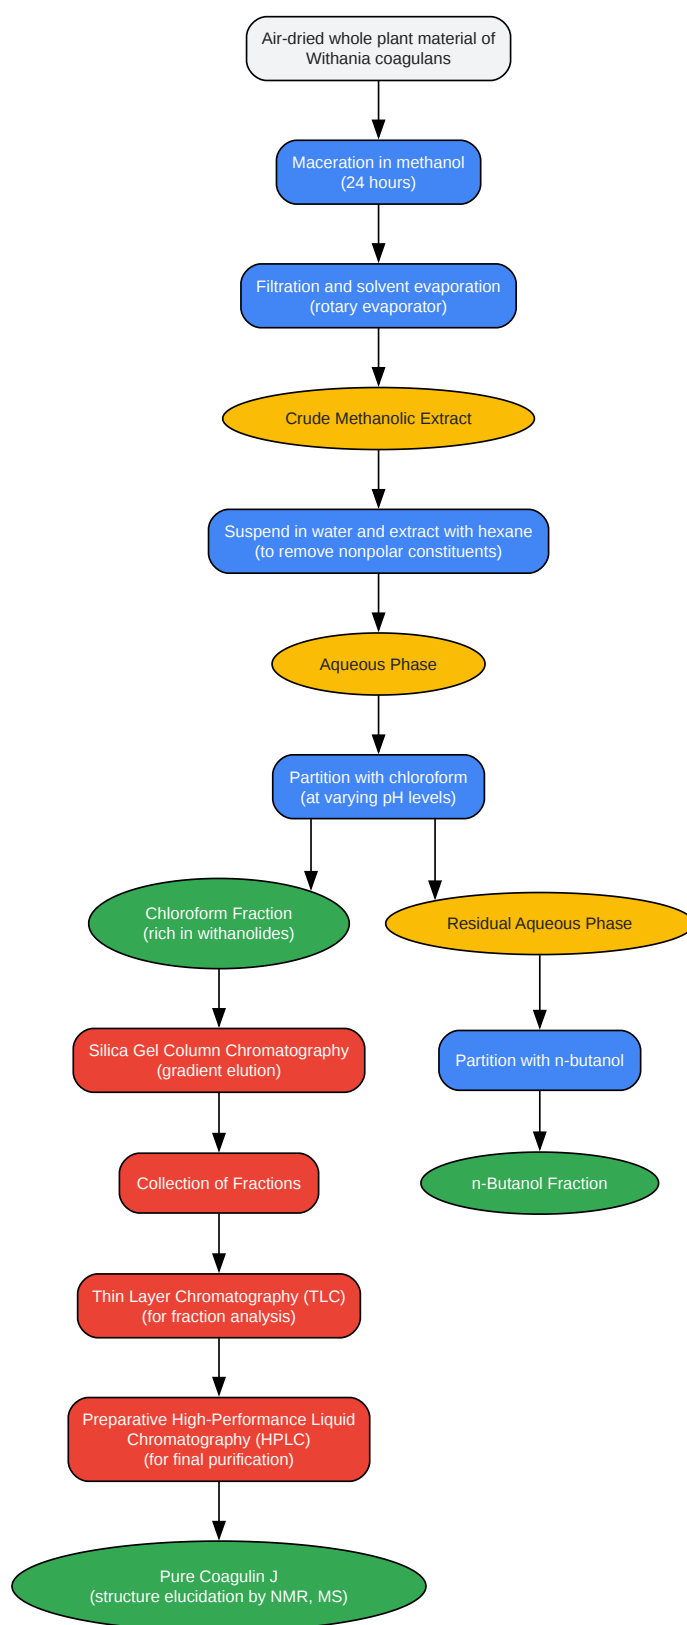 Air-dried whole plant material of
Withania coagulans
Maceration in methanol
(24 hours)
Filtration and solvent evaporation
(rotary evaporator)
Crude Methanolic Extract
Suspend in water and extract with hexane
(to remove nonpolar constituents)
Aqueous Phase
Partition with chloroform
(at varying pH levels)
Chloroform Fraction
(rich in withanolides)
Residual Aqueous Phase
Silica Gel Column Chromatography
(gradient elution)
Partition with n-butanol
Collection of Fractions
n-Butanol Fraction
Thin Layer Chromatography (TLC)
(for fraction analysis)
Preparative High-Performance Liquid
Chromatography (HPLC)
(for final purification)
Pure Coagulin J
(structure elucidation by NMR, MS)